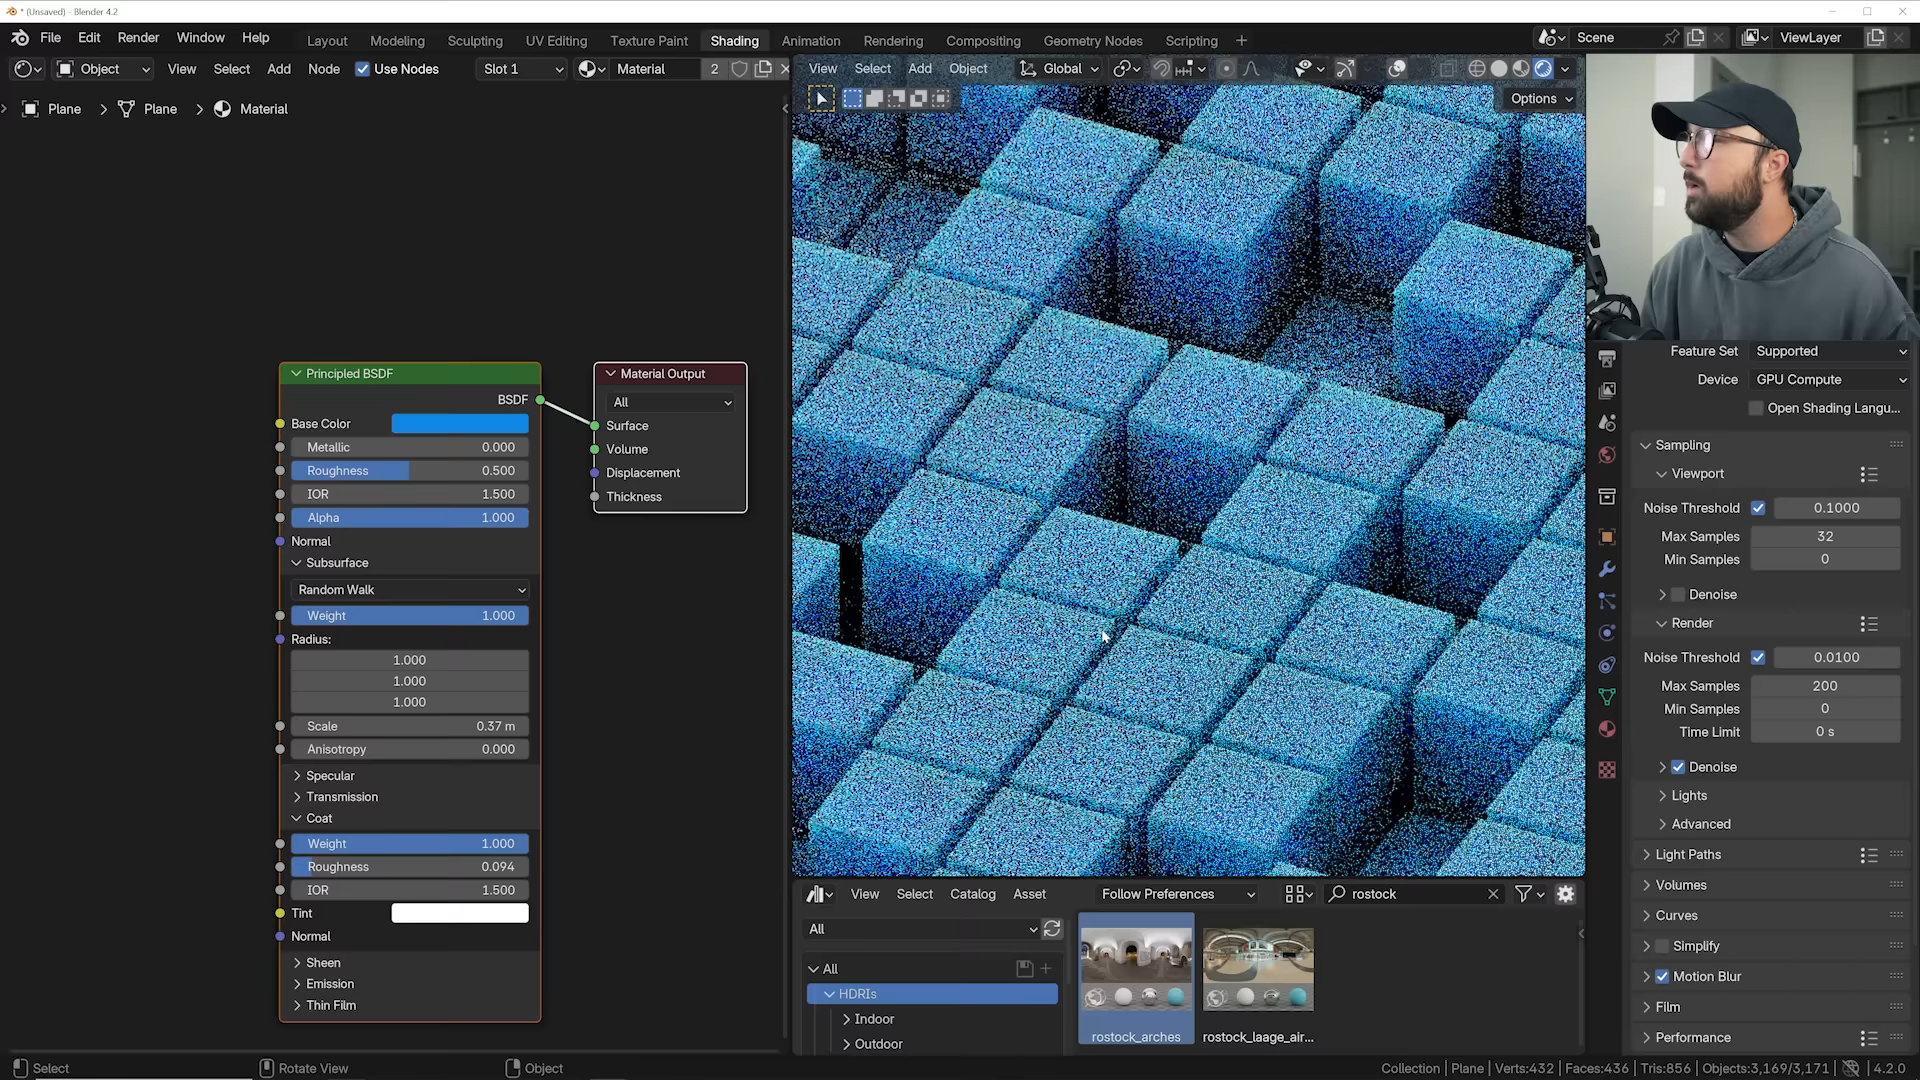 * (Unsaved) - Blender 4.2
File Edit Render Window Help
Layout Modeling Sculpting UV Editing Texture Paint Shading Animation Rendering Compositing Geometry Nodes Scripting +
Scene
ViewLayer
Object View Select Add Node Use Nodes Slot 1 Material 2
View Select Add Object Global
Options
Plane > Plane > Material
Principled BSDF
BSDF
Base Color
Metallic 0.000
Roughness 0.500
IOR 1.500
Alpha 1.000
Normal
Subsurface
Random Walk
Weight 1.000
Radius:
1.000
1.000
1.000
Scale 0.37 m
Anisotropy 0.000
Specular
Transmission
Coat
Weight 1.000
Roughness 0.094
IOR 1.500
Tint
Normal
Sheen
Emission
Thin Film
Material Output
All
Surface
Volume
Displacement
Thickness
Feature Set Supported
Device GPU Compute
Open Shading Langu...
Sampling
Viewport
Noise Threshold 0.1000
Max Samples 32
Min Samples 0
Denoise
Render
Noise Threshold 0.0100
Max Samples 200
Min Samples 0
Time Limit 0 s
Denoise
Lights
Advanced
Light Paths
Volumes
Curves
Simplify
Motion Blur
Film
Performance
View Select Catalog Asset Follow Preferences rostock
All
All
HDRIs
Indoor
Outdoor
rostock_arches
rostock_laage_air...
Select Rotate View Object
Collection | Plane | Verts:432 | Faces:436 | Tris:856 | Objects:3,169/3,171 | 4.2.0